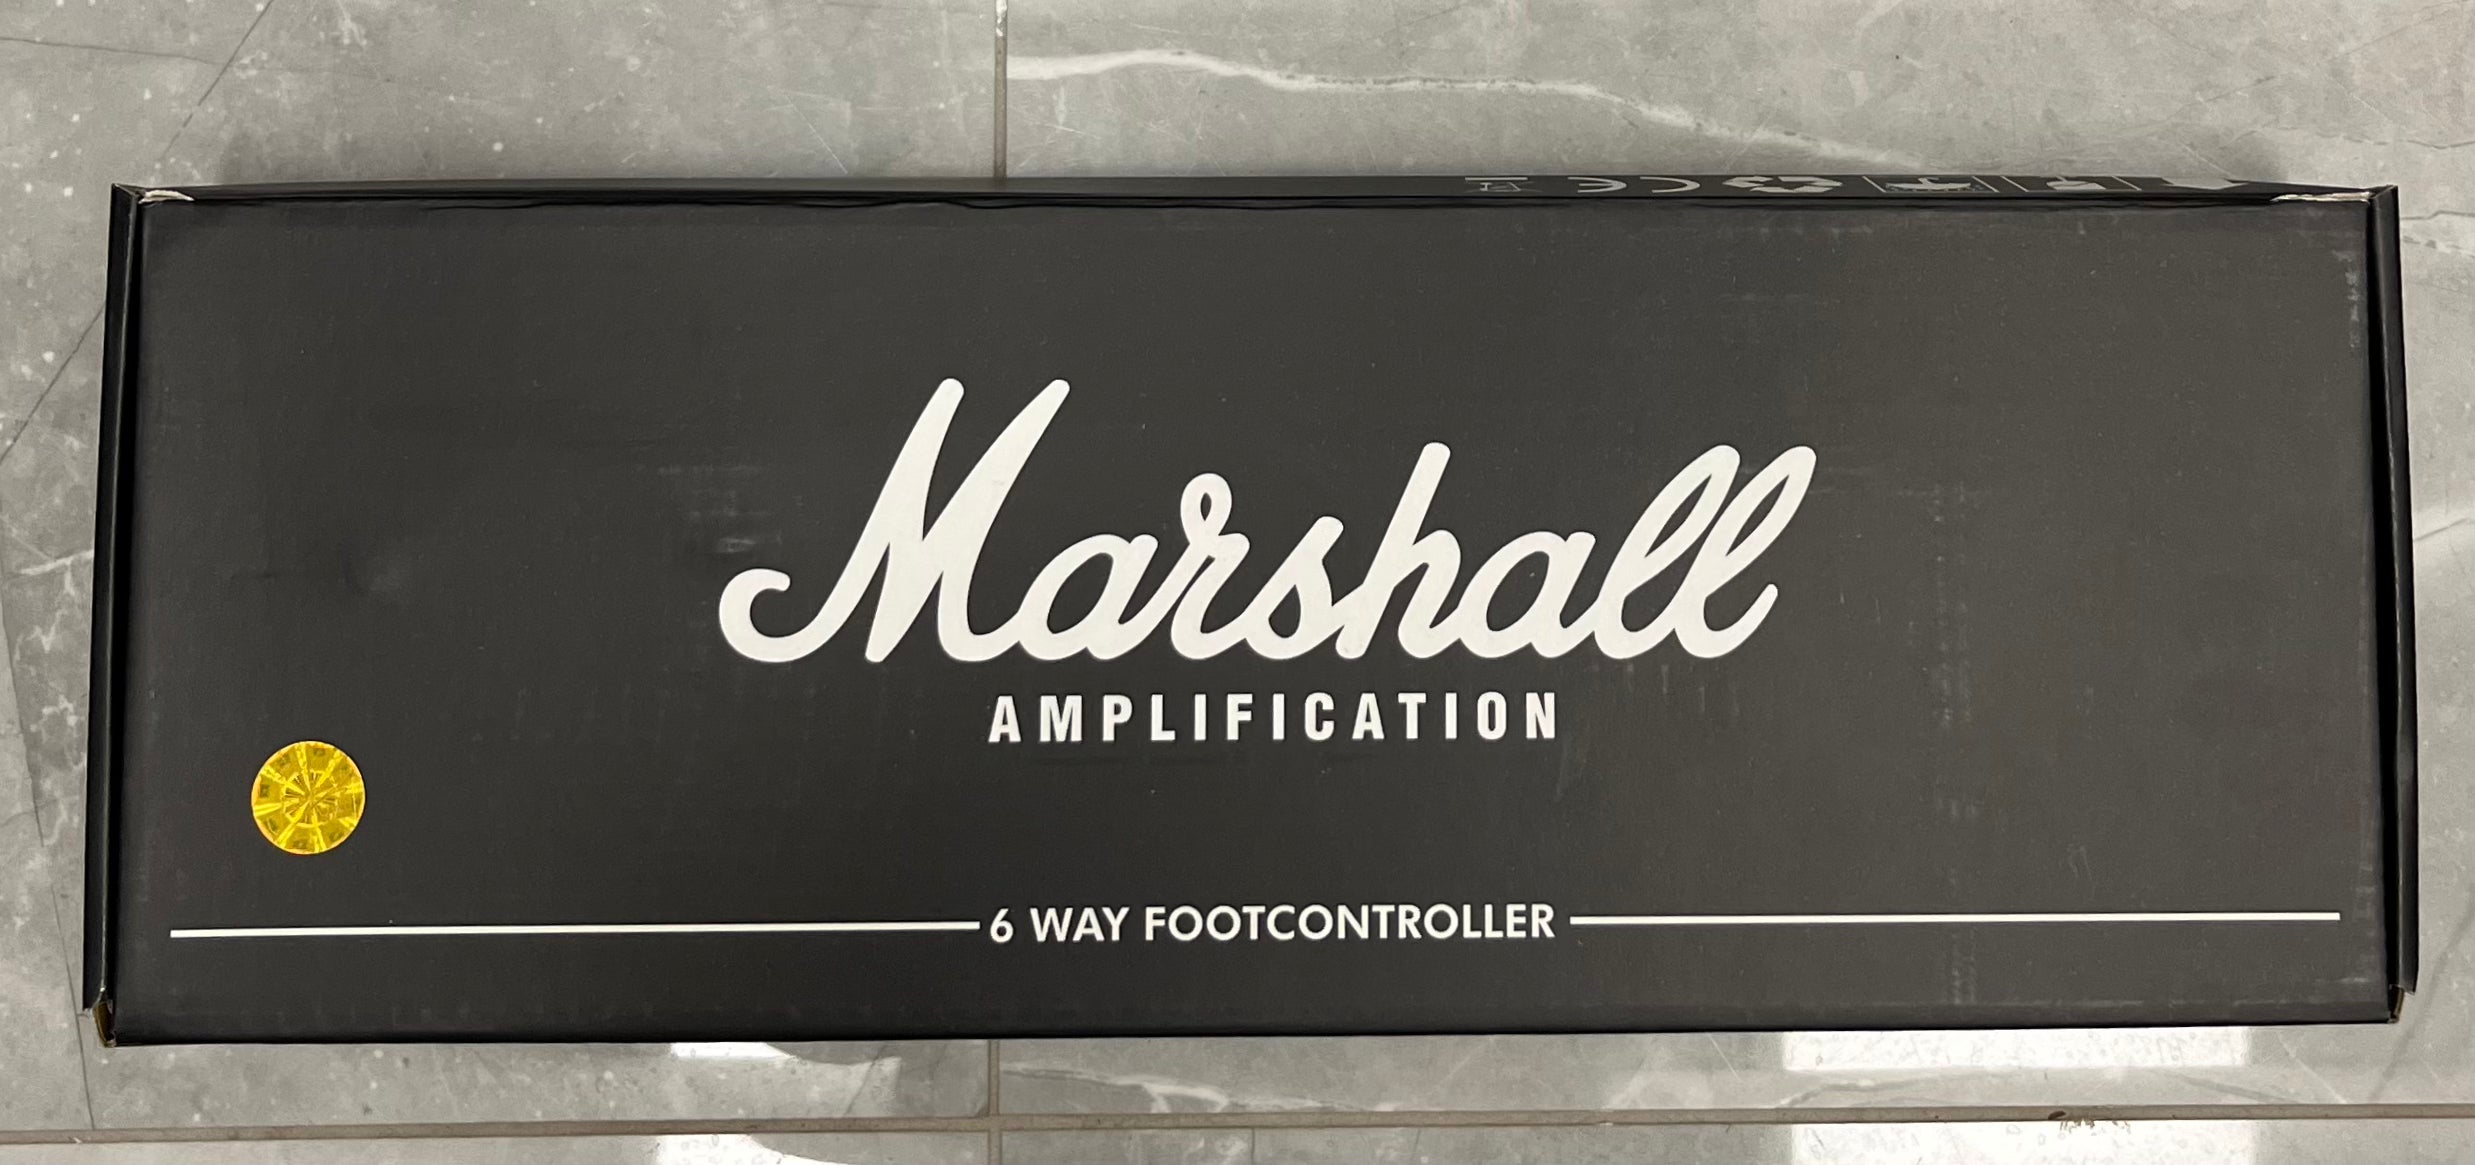 Marshall
AMPLIFICATION
6 WAY FOOTCONTROLLER